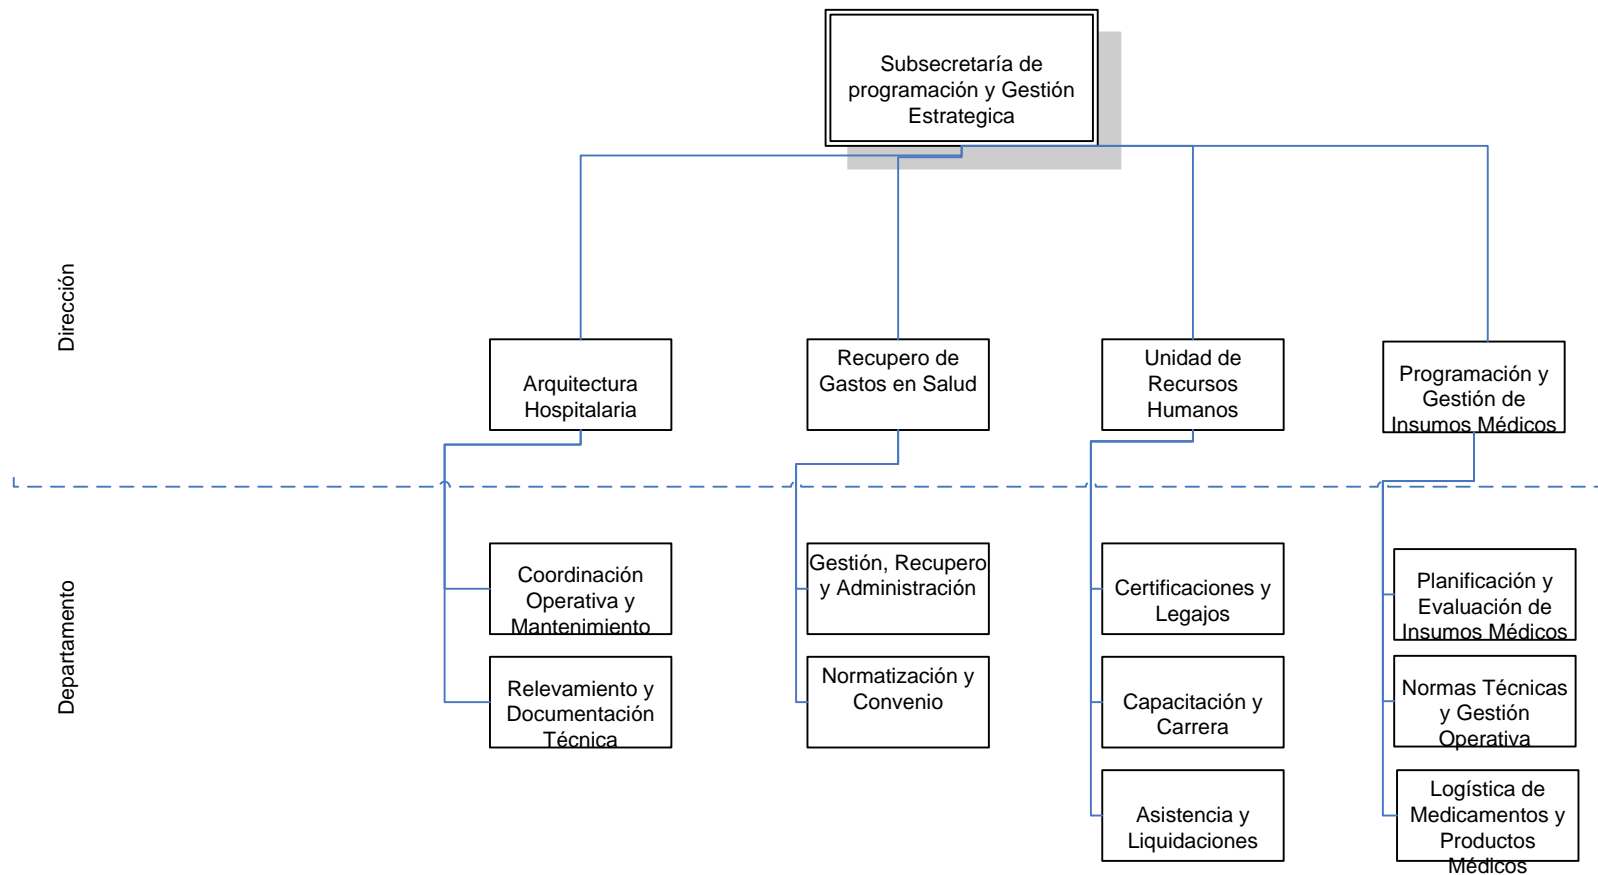 Subsecretaría de
programación y Gestión
Estrategica
Dirección
Arquitectura
Hospitalaria
Recupero de
Gastos en Salud
Unidad de
Recursos
Humanos
Programación y
Gestión de
Insumos Médicos
Departamento
Coordinación
Operativa y
Mantenimiento
Gestión, Recupero
y Administración
Certificaciones y
Legajos
Planificación y
Evaluación de
Insumos Médicos
Relevamiento y
Documentación
Técnica
Normatización y
Convenio
Capacitación y
Carrera
Normas Técnicas
y Gestión
Operativa
Asistencia y
Liquidaciones
Logística de
Medicamentos y
Productos
Médicos